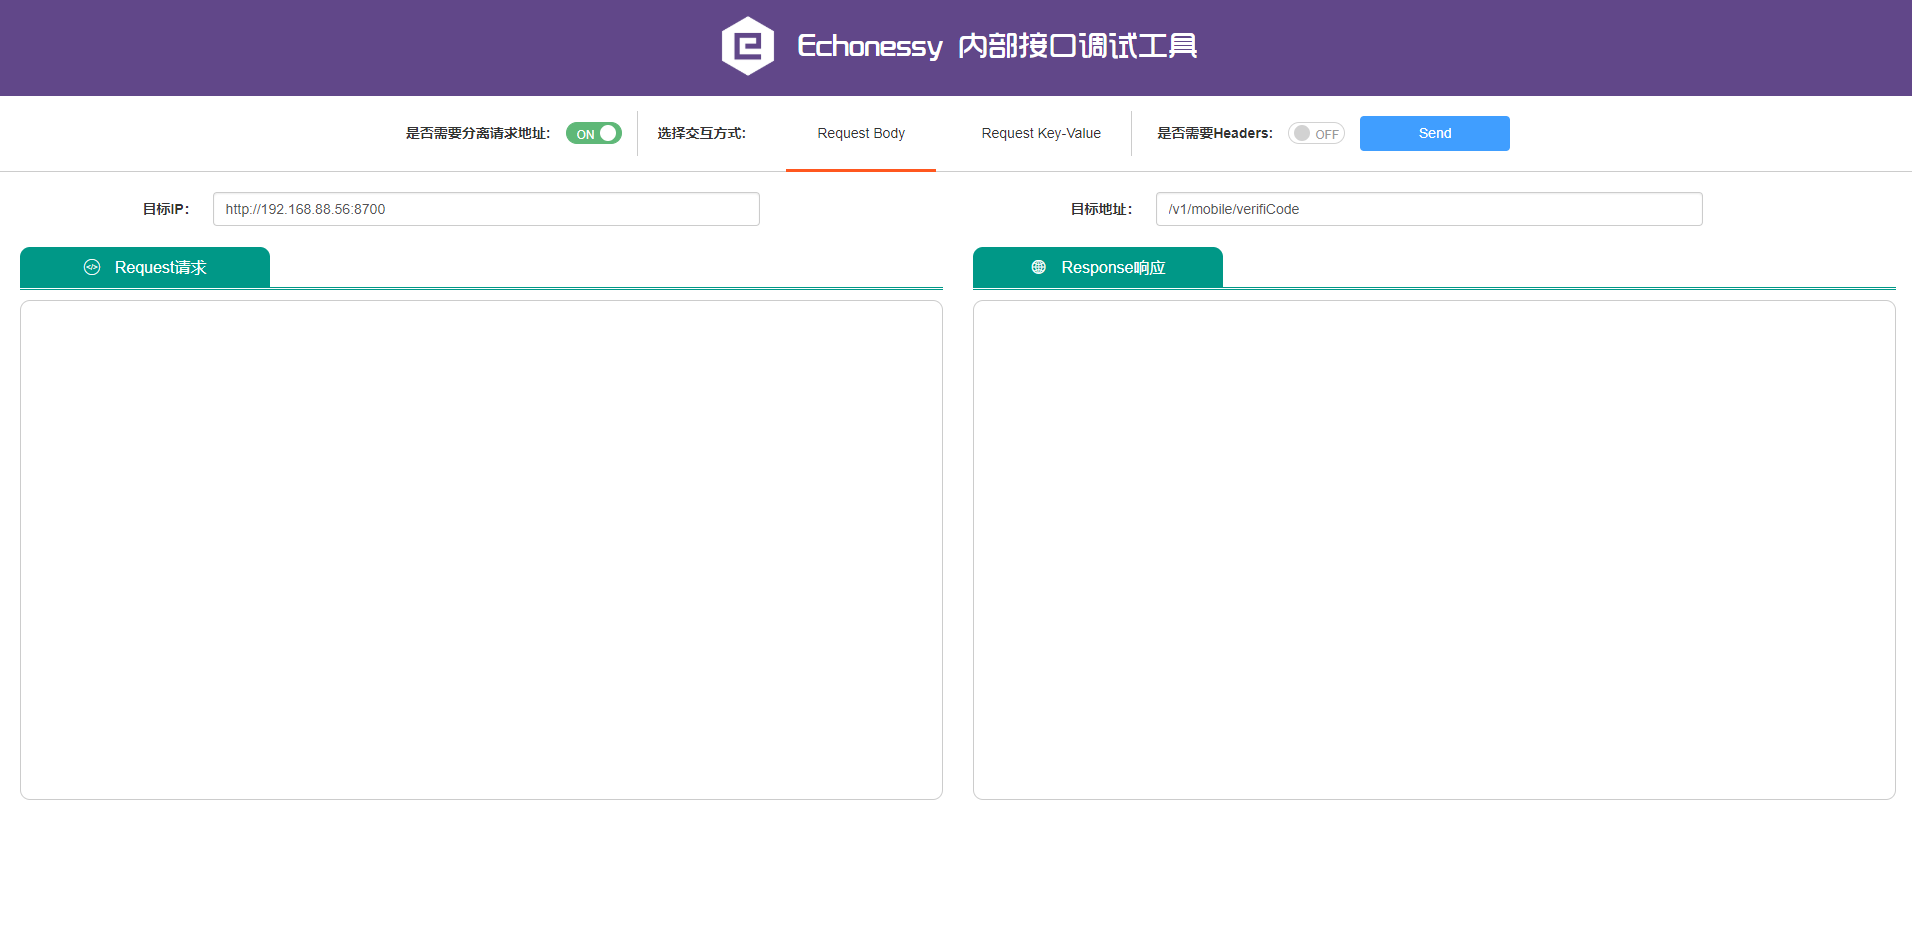 Echonessy 内部接口调试工具
是否需要分离请求地址： ON 选择交互方式： Request Body Request Key-Value 是否需要Headers: OFF Send
目标IP： http://192.168.88.56:8700 目标地址： /v1/mobile/verifiCode
Request请求 Response响应